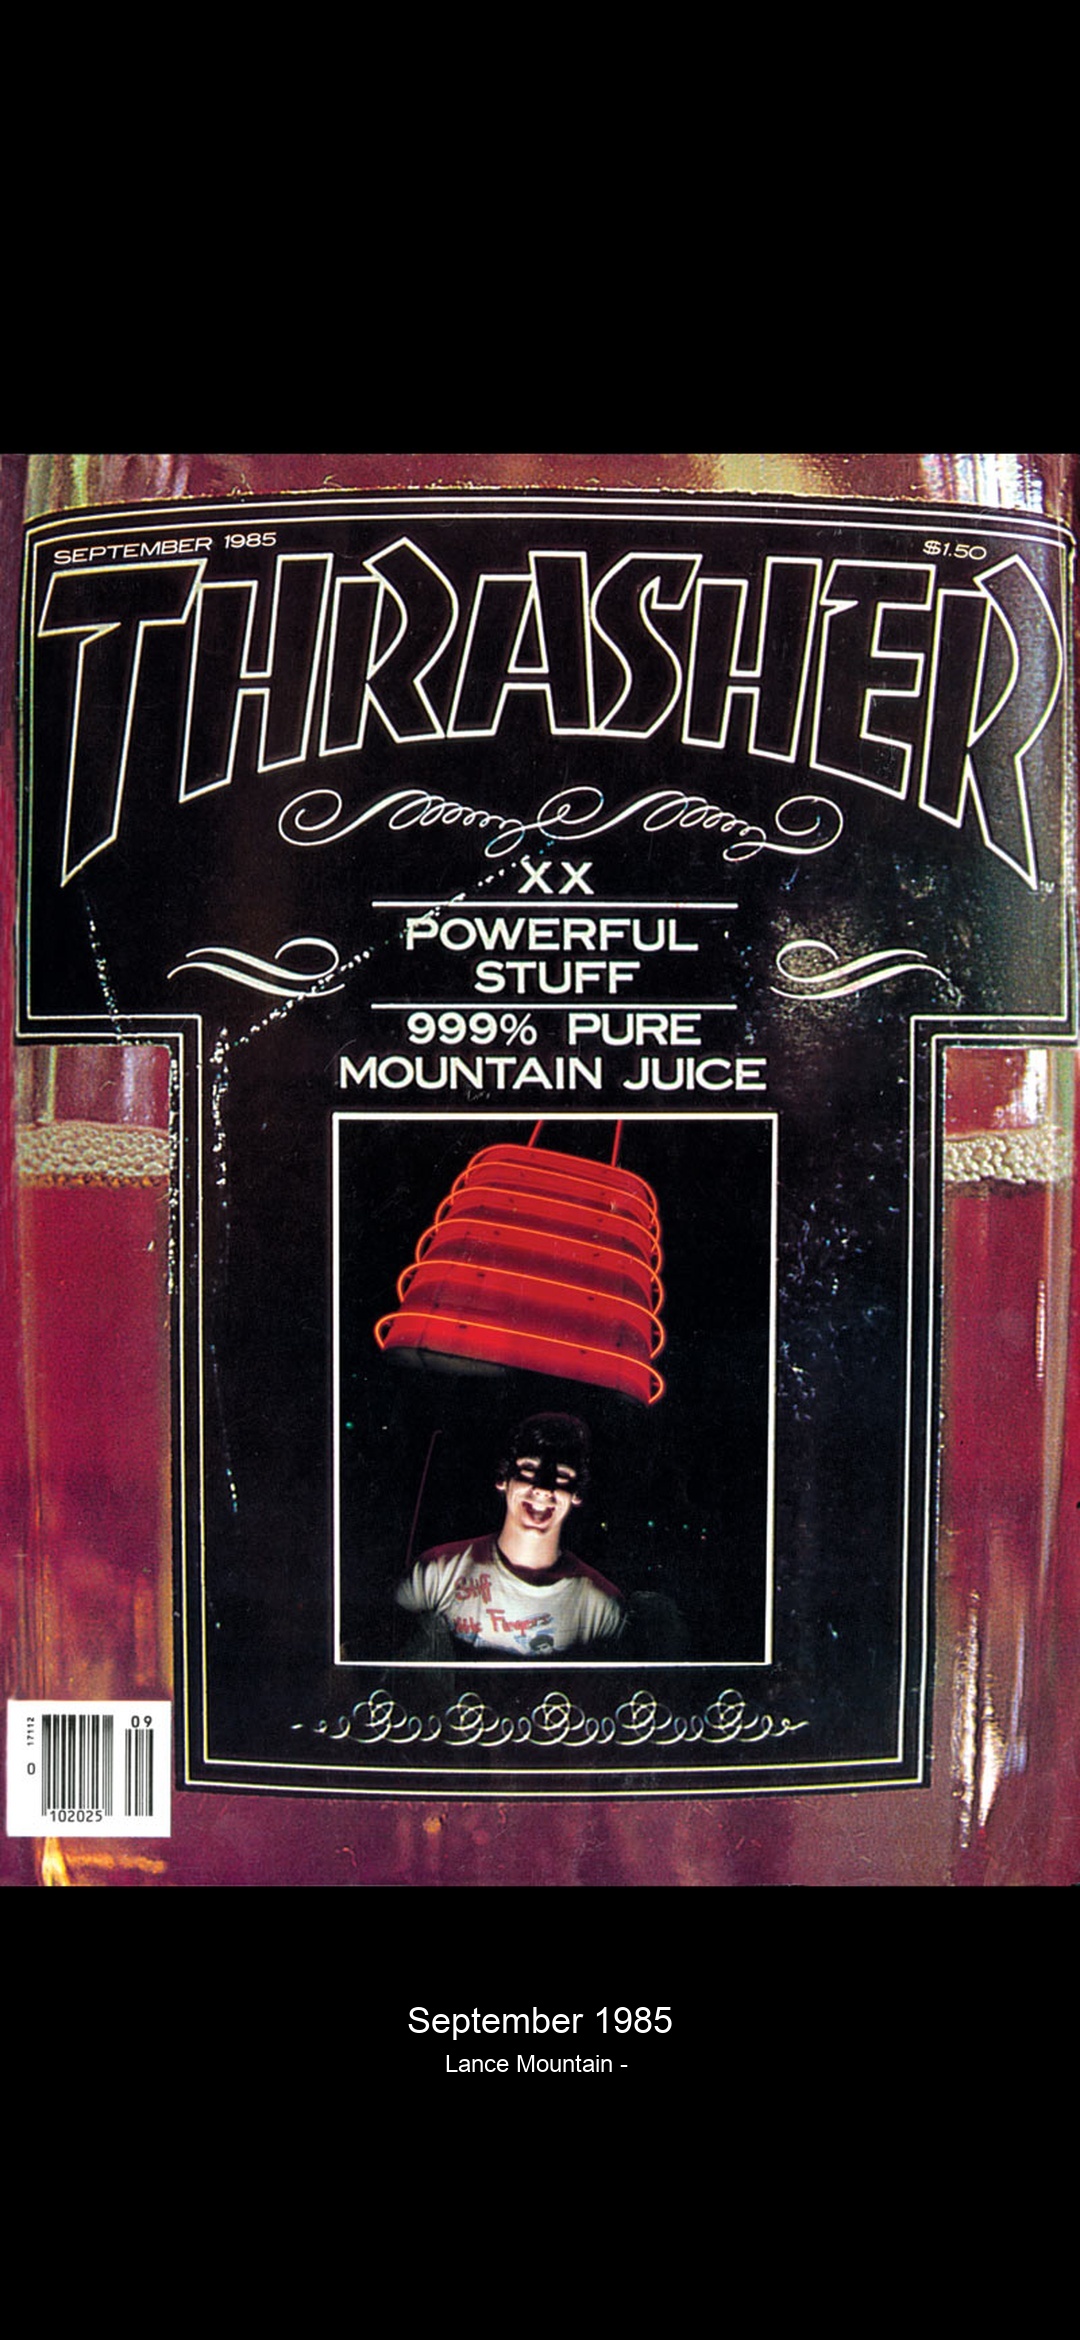 SEPTEMBER 1985
$1.50
THRASHER
XX
POWERFUL
STUFF
999% PURE
MOUNTAIN JUICE
Stiff
Little Fingers
17112
09
0
102025
September 1985
Lance Mountain -